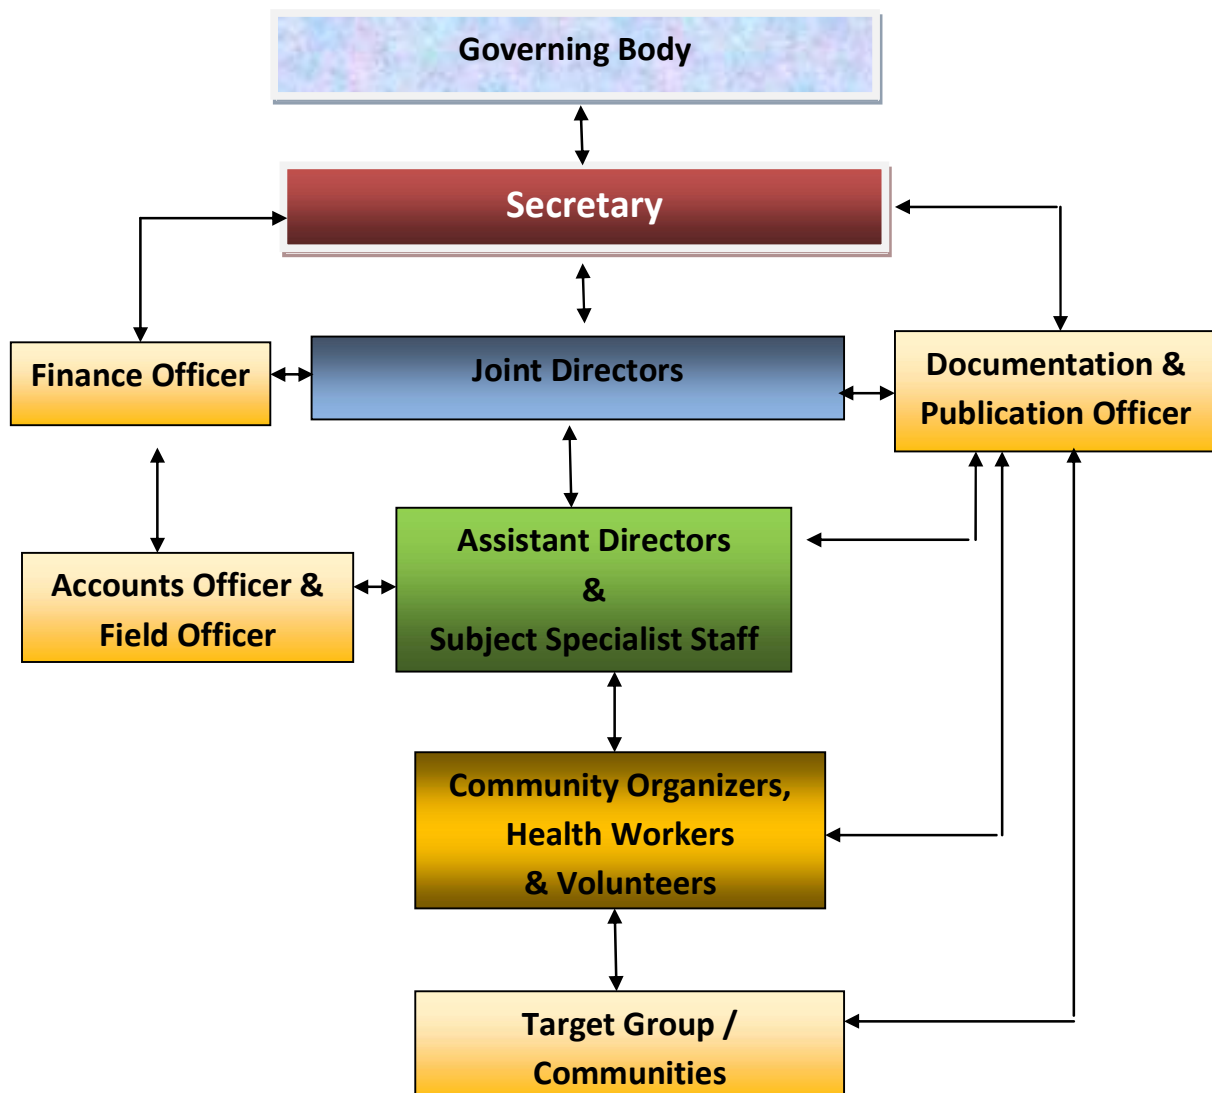 Governing Body
Secretary
Finance Officer
Joint Directors
Documentation &
Publication Officer
Accounts Officer &
Field Officer
Assistant Directors
&
Subject Specialist Staff
Community Organizers,
Health Workers
& Volunteers
Target Group /
Communities